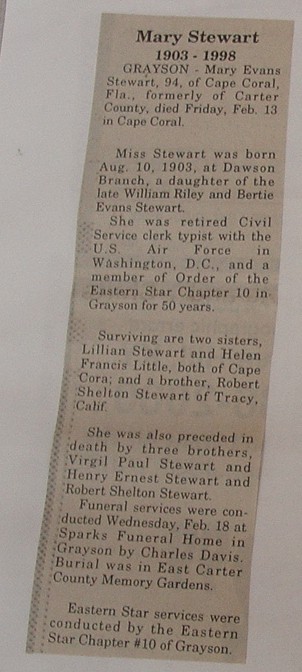 Mary Stewart
1903 - 1998
GRAYSON - Mary Evans
Stewart, 94, of Cape Coral,
Fla., formerly of Carter
County, died Friday, Feb. 13
in Cape Coral.
Miss Stewart was born
Aug. 10, 1903, at Dawson
Branch, a daughter of the
late William Riley and Bertie
Evans Stewart.
She was retired Civil
Service clerk typist with the
U.S. Air Force in
Washington, D.C., and a
member of Order of the
Eastern Star Chapter 10 in
Grayson for 50 years.
Surviving are two sisters,
Lillian Stewart and Helen
Francis Little, both of Cape
Cora; and a brother, Robert
Shelton Stewart of Tracy,
Calif.
She was also preceded in
death by three brothers,
Virgil Paul Stewart and
Henry Ernest Stewart and
Robert Shelton Stewart.
Funeral services were con-
ducted Wednesday, Feb. 18 at
Sparks Funeral Home in
Grayson by Charles Davis.
Burial was in East Carter
County Memory Gardens.
Eastern Star services were
conducted by the Eastern
Star Chapter #10 of Grayson.